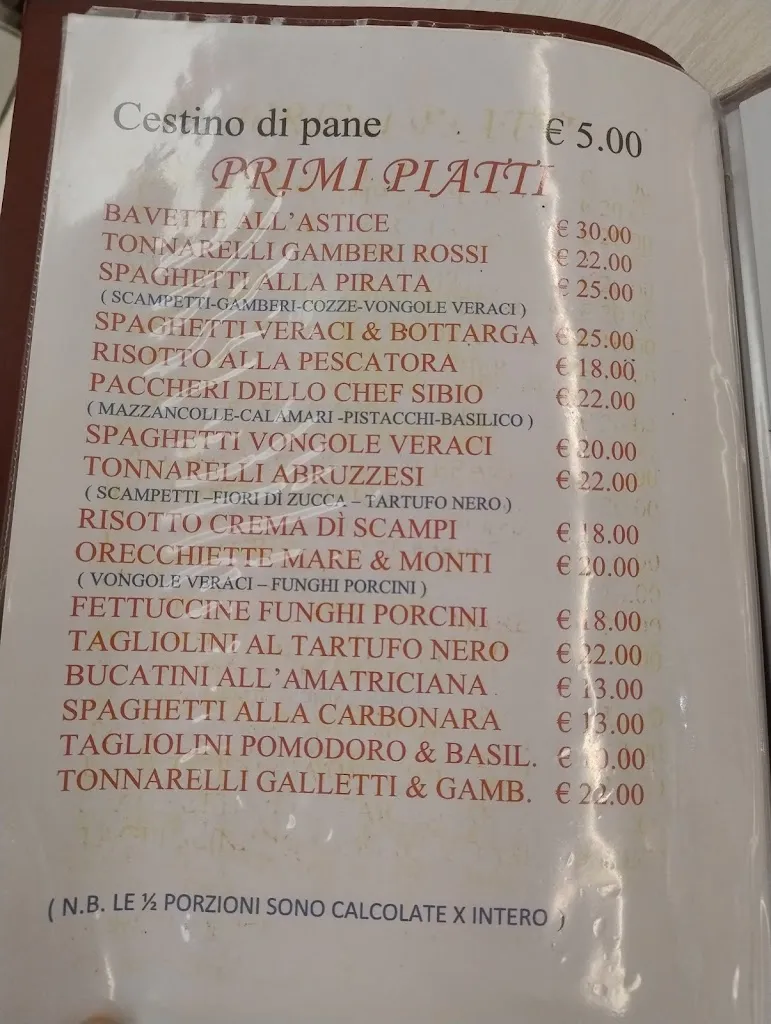 Cestino di pane € 5.00
PRIMI PIATTI
BAVETTE ALL'ASTICE € 30.00
TONNARELLI GAMBERI ROSSI € 22.00
SPAGHETTI ALLA PIRATA € 25.00
( SCAMPETTI-GAMBERI-COZZE-VONGOLE VERACI )
SPAGHETTI VERACI & BOTTARGA € 25.00
RISOTTO ALLA PESCATORA € 18.00
PACCHERI DELLO CHEF SIBIO € 22.00
( MAZZANCOLLE-CALAMARI -PISTACCHI-BASILICO )
SPAGHETTI VONGOLE VERACI € 20.00
TONNARELLI ABRUZZESI € 22.00
( SCAMPETTI –FIORI DÌ ZUCCA – TARTUFO NERO )
RISOTTO CREMA DÌ SCAMPI € 18.00
ORECCHIETTE MARE & MONTI € 20.00
( VONGOLE VERACI – FUNGHI PORCINI )
FETTUCCINE FUNGHI PORCINI € 18.00
TAGLIOLINI AL TARTUFO NERO € 22.00
BUCATINI ALL'AMATRICIANA € 13.00
SPAGHETTI ALLA CARBONARA € 13.00
TAGLIOLINI POMODORO & BASIL. €
TONNARELLI GALLETTI & GAMB. € 22.00
( N.B. LE ½ PORZIONI SONO CALCOLATE X INTERO )